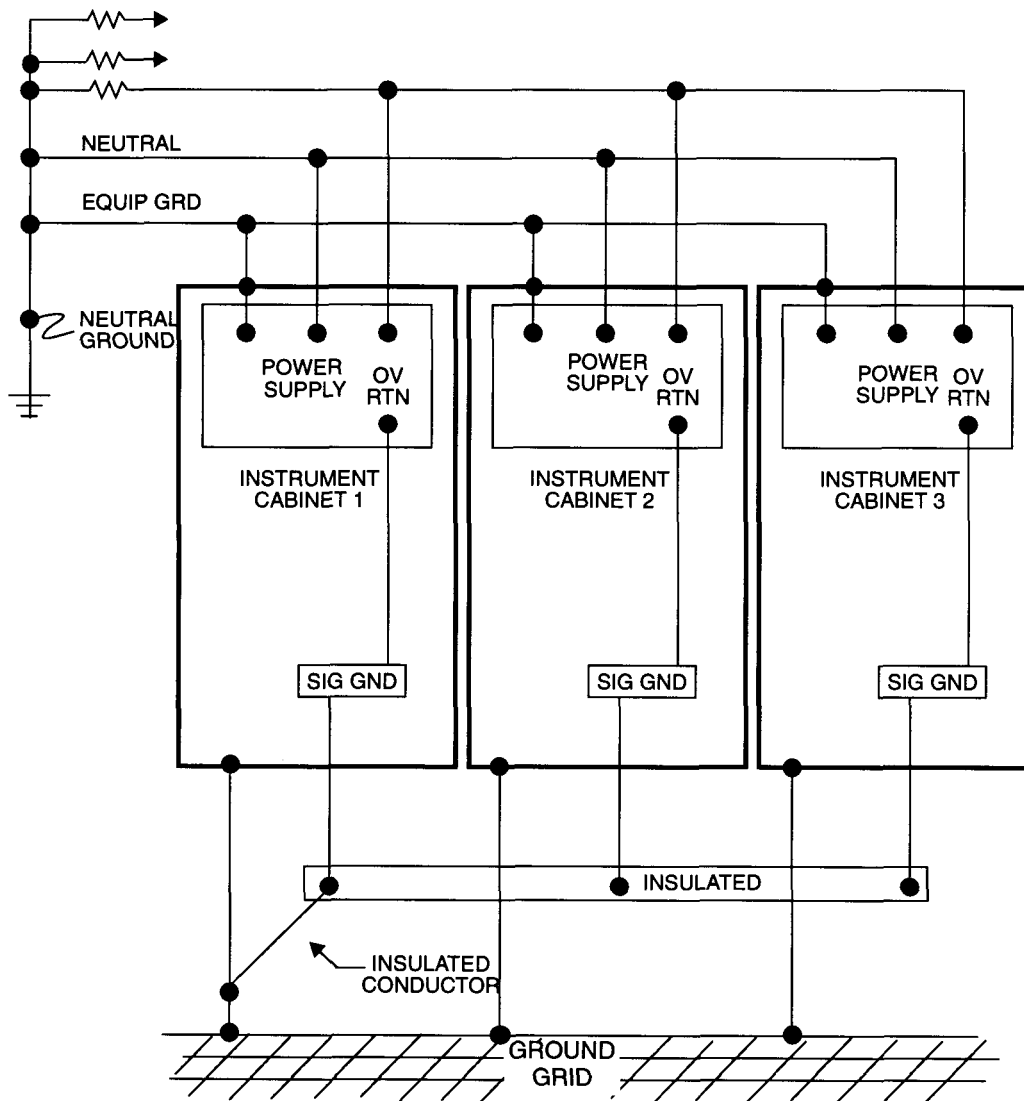 NEUTRAL
EQUIP GRD
NEUTRAL
GROUND
POWER
SUPPLY
OV
RTN
POWER
SUPPLY
OV
RTN
POWER
SUPPLY
OV
RTN
INSTRUMENT
CABINET 1
INSTRUMENT
CABINET 2
INSTRUMENT
CABINET 3
SIG GND
SIG GND
SIG GND
INSULATED
INSULATED
CONDUCTOR
GROUND
GRID